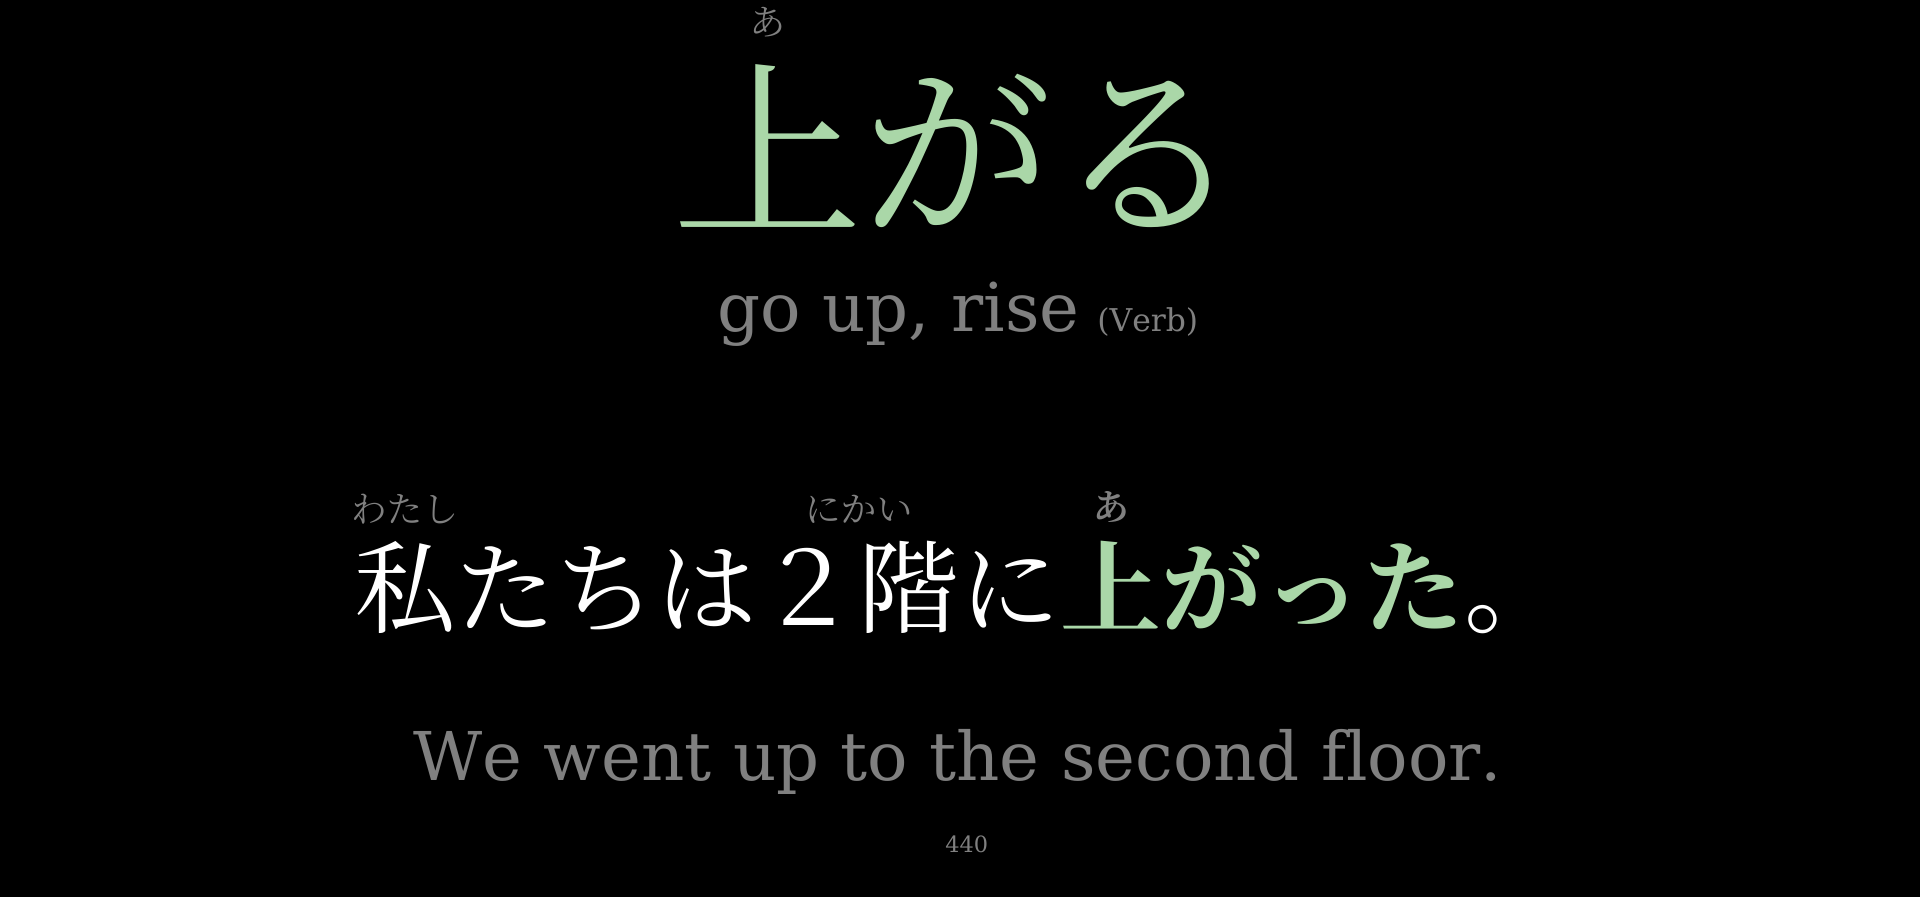 あ
上がる
go up, rise (Verb)
わたし にかい あ
私たちは２階に上がった。
We went up to the second floor.
440